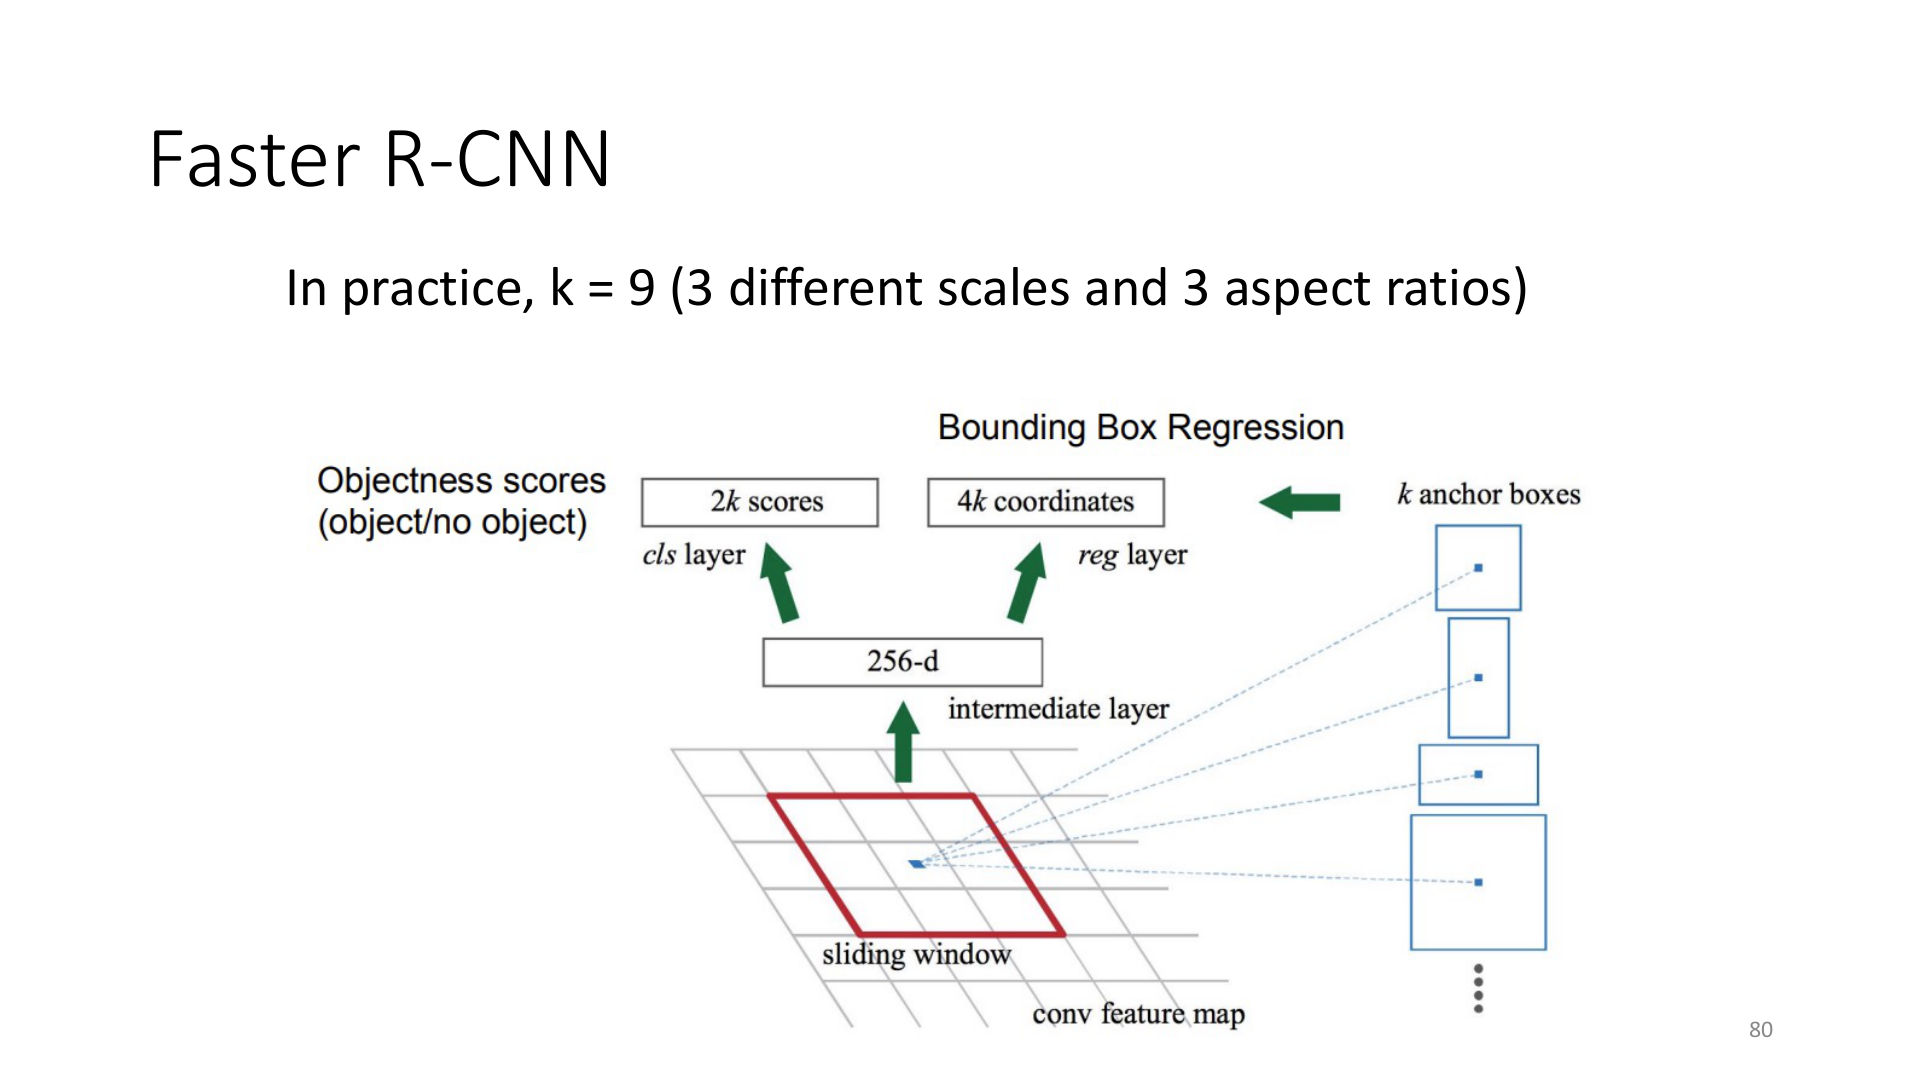 Faster R-CNN
In practice, k = 9 (3 different scales and 3 aspect ratios)
Bounding Box Regression
Objectness scores
(object/no object)
2k scores
4k coordinates
k anchor boxes
cls layer
reg layer
256-d
intermediate layer
sliding window
conv feature map
80